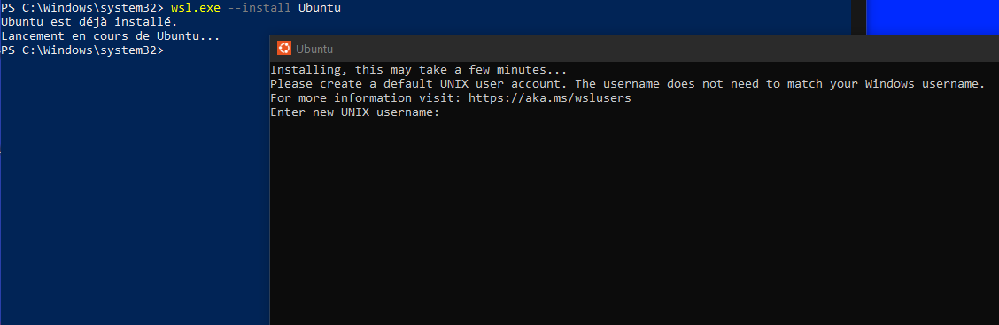 PS C:\Windows\system32> wsl.exe --install Ubuntu
Ubuntu est déjà installé.
Lancement en cours de Ubuntu...
PS C:\Windows\system32>
Ubuntu
Installing, this may take a few minutes...
Please create a default UNIX user account. The username does not need to match your Windows username.
For more information visit: https://aka.ms/wslusers
Enter new UNIX username: